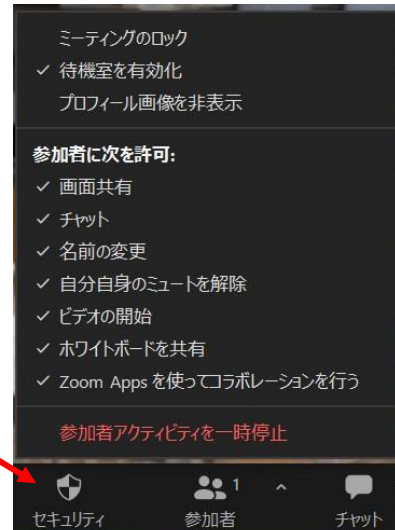 ミーティングのロック
✓ 待機室を有効化
プロフィール画像を非表示
参加者に次を許可:
✓ 画面共有
✓ チャット
✓ 名前の変更
✓ 自分自身のミュートを解除
✓ ビデオの開始
✓ ホワイトボードを共有
✓ Zoom Apps を使ってコラボレーションを行う
参加者アクティビティを一時停止
1
セキュリティ 参加者 チャット